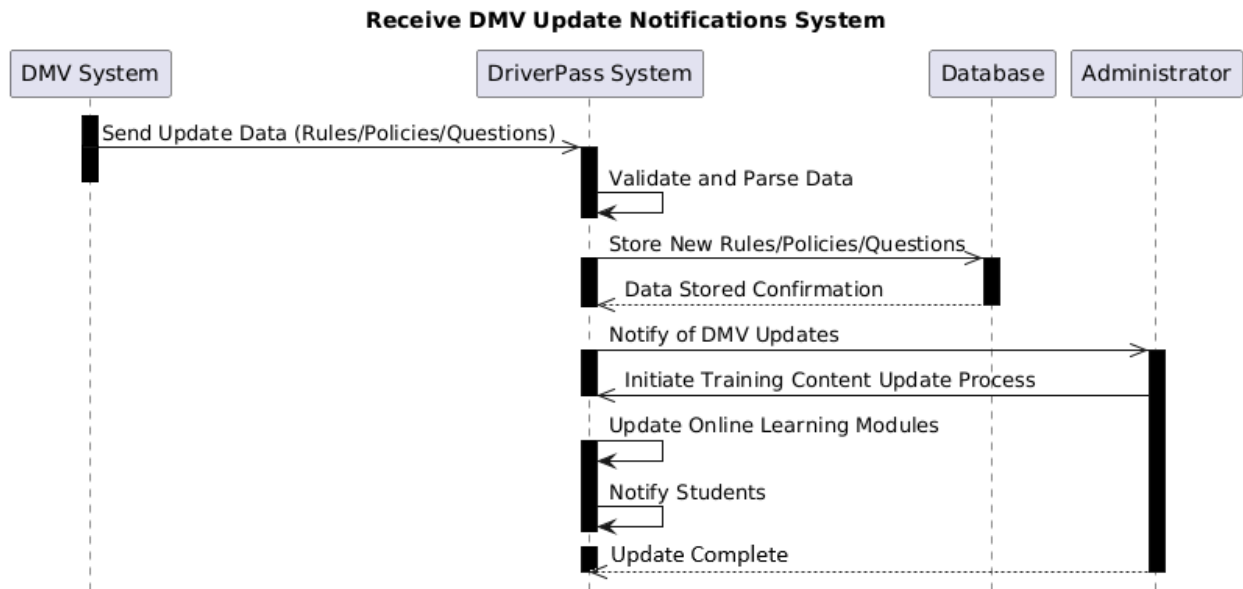 Receive DMV Update Notifications System
DMV System
DriverPass System
Database
Administrator
Send Update Data (Rules/Policies/Questions)
Validate and Parse Data
Store New Rules/Policies/Questions
Data Stored Confirmation
Notify of DMV Updates
Initiate Training Content Update Process
Update Online Learning Modules
Notify Students
Update Complete